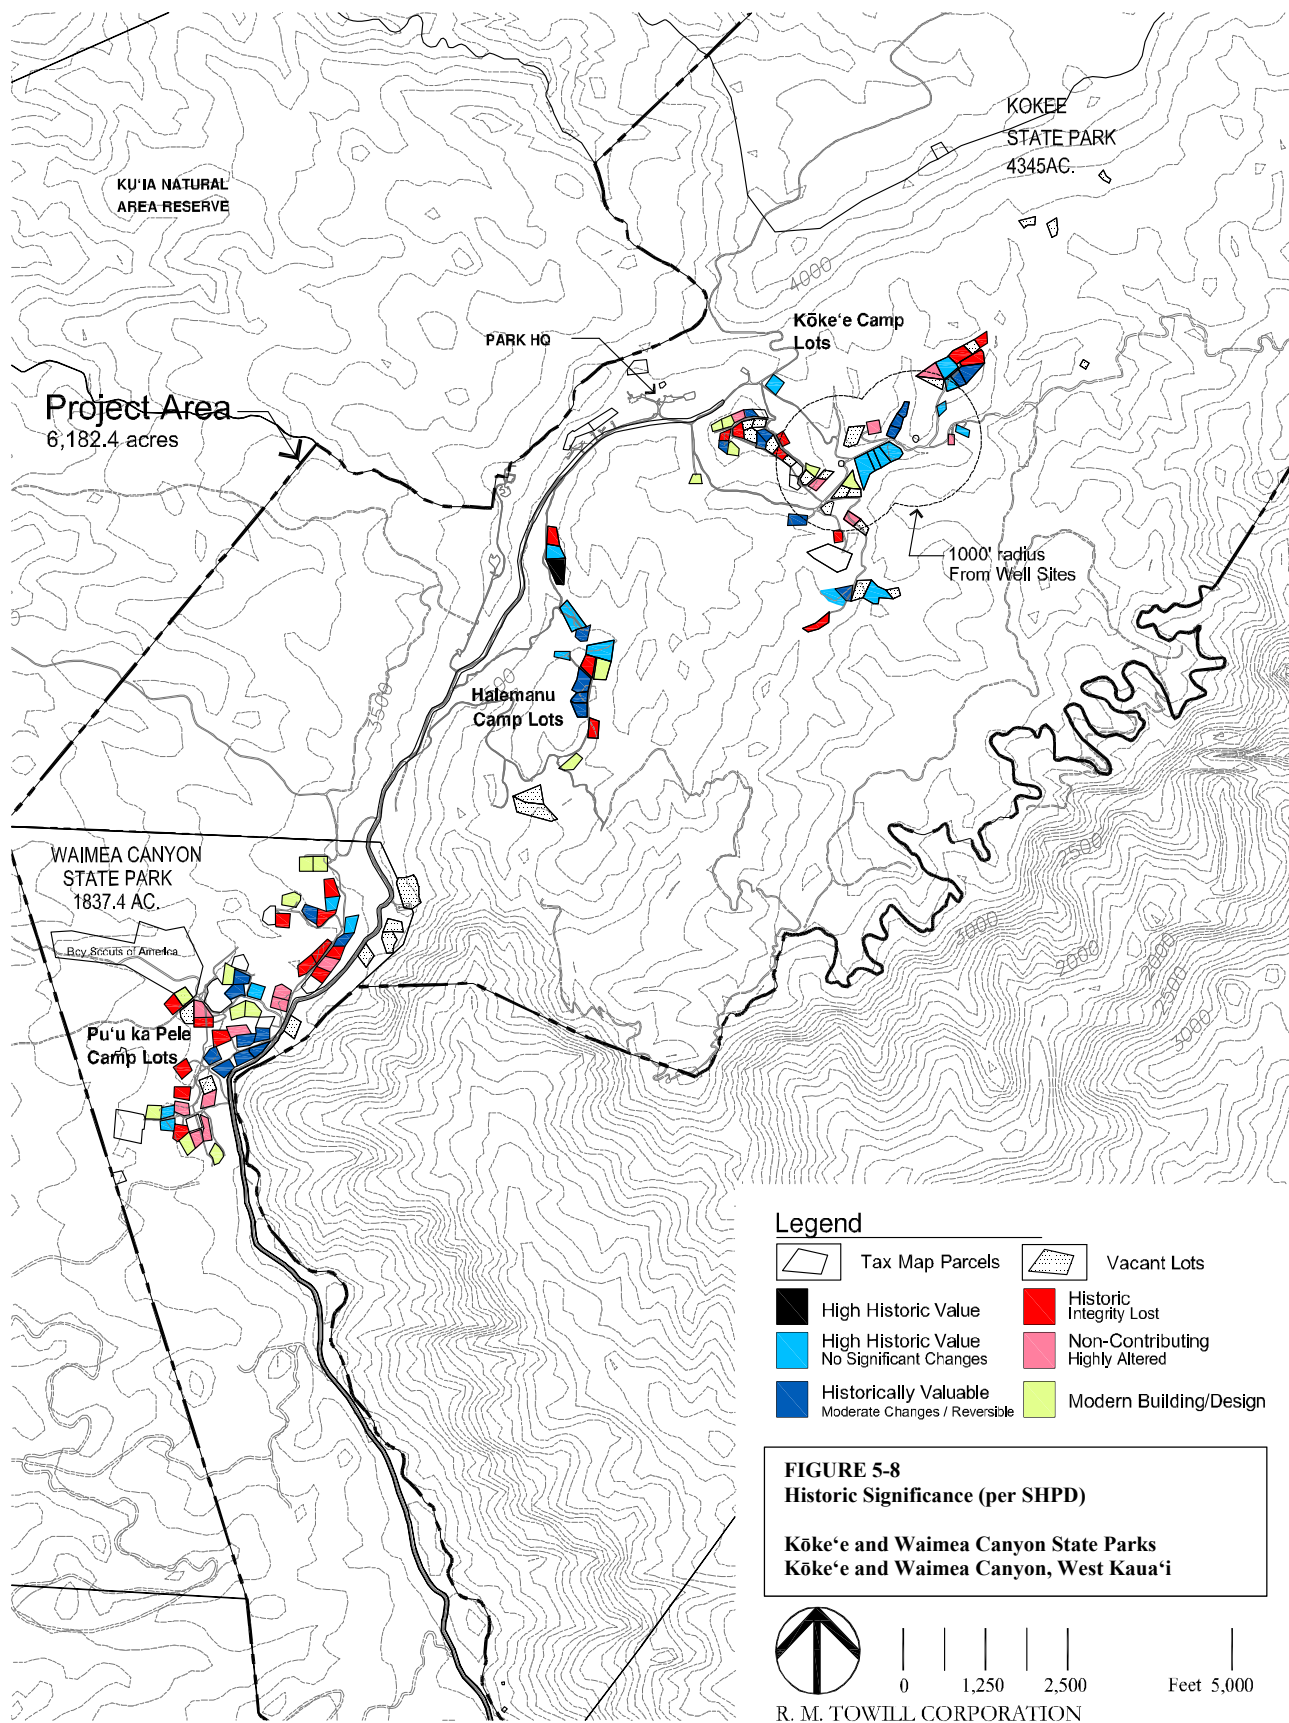 KOKEE
STATE PARK
4345AC.
KU‘IA NATURAL
AREA RESERVE
4000
Kōke‘e Camp
Lots
PARK HQ
Project Area
6,182.4 acres
1000' radius
From Well Sites
Halemanu
Camp Lots
3500
WAIMEA CANYON
STATE PARK
1837.4 AC.
Boy Scouts of America
2500
3000
2000
2000
2500
3000
Pu‘u ka Pele
Camp Lots
Legend
Tax Map Parcels
Vacant Lots
High Historic Value
Historic
Integrity Lost
High Historic Value
No Significant Changes
Non-Contributing
Highly Altered
Historically Valuable
Moderate Changes / Reversible
Modern Building/Design
FIGURE 5-8
Historic Significance (per SHPD)
Kōke‘e and Waimea Canyon State Parks
Kōke‘e and Waimea Canyon, West Kaua‘i
0 1,250 2,500 Feet 5,000
R. M. TOWILL CORPORATION